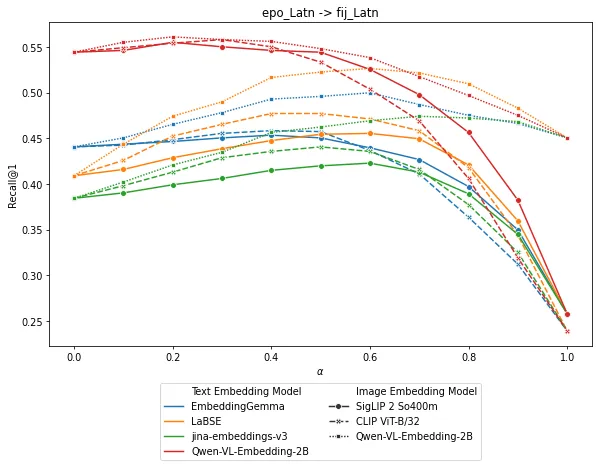 epo_Latn -> fij_Latn
Recall@1
0.55
0.50
0.45
0.40
0.35
0.30
0.25
0.0
0.2
0.4
0.6
0.8
1.0
α
Text Embedding Model
EmbeddingGemma
LaBSE
jina-embeddings-v3
Qwen-VL-Embedding-2B
Image Embedding Model
SigLIP 2 So400m
CLIP ViT-B/32
Qwen-VL-Embedding-2B